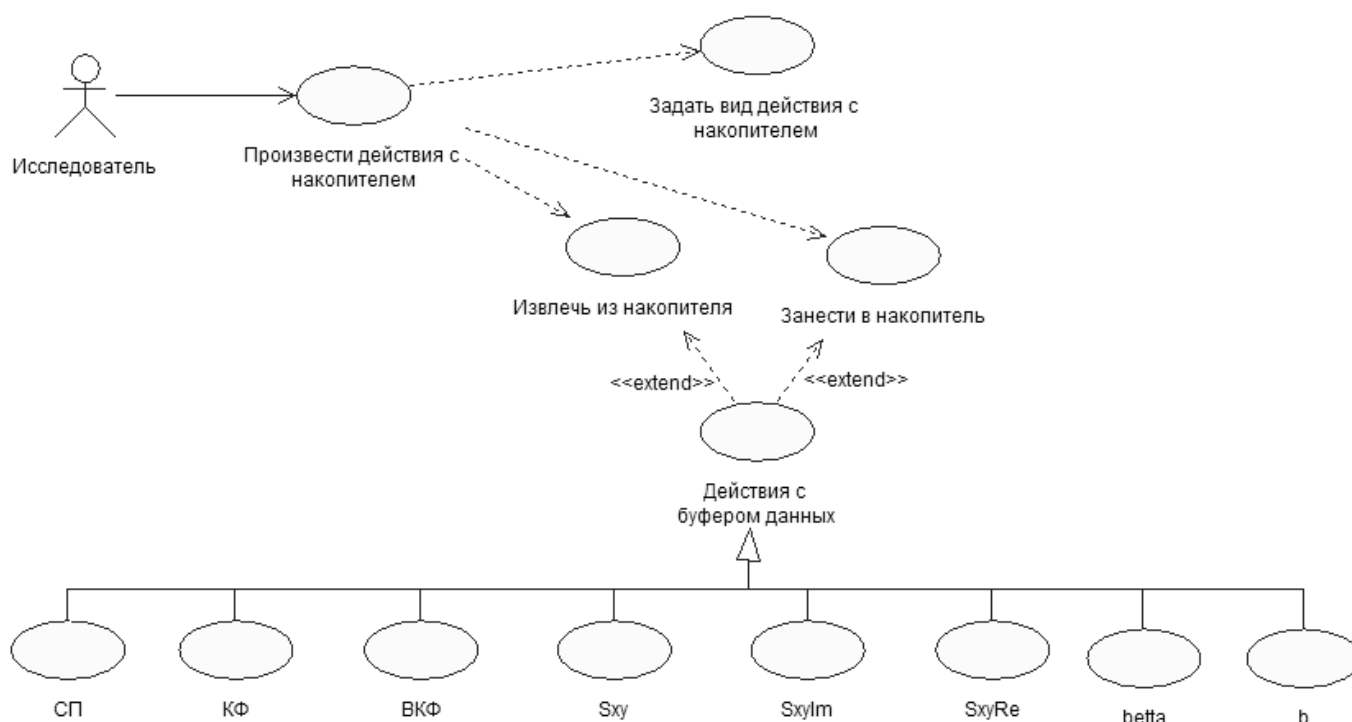 Задать вид действия с
накопителем
Исследователь
Произвести действия с
накопителем
Извлечь из накопителя
Занести в накопитель
<<extend>>
<<extend>>
Действия с
буфером данных
СП
КФ
ВКФ
Sxy
SxyIm
SxyRe
betta
b